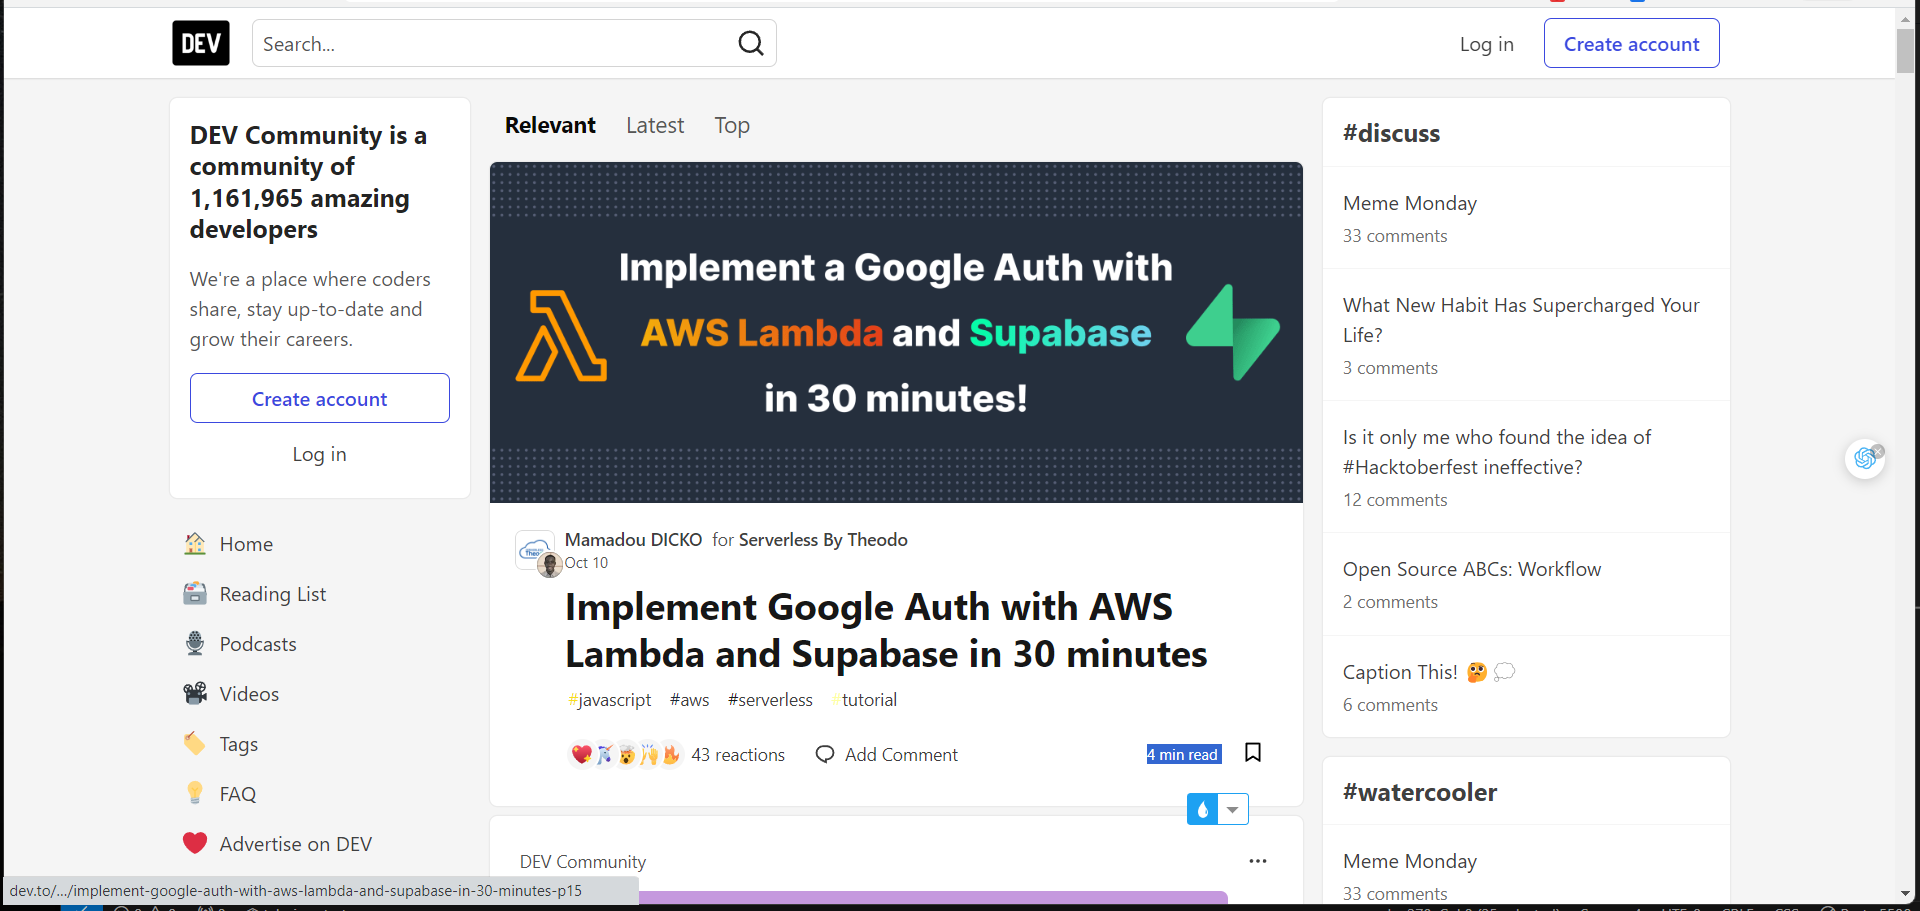 DEV
Search...
Log in
Create account
DEV Community is a
community of
1,161,965 amazing
developers
We're a place where coders
share, stay up-to-date and
grow their careers.
Create account
Log in
Home
Reading List
Podcasts
Videos
Tags
FAQ
Advertise on DEV
Relevant
Latest
Top
Implement a Google Auth with
AWS Lambda and Supabase
in 30 minutes!
Mamadou DICKO for Serverless By Theodo
Oct 10
Implement Google Auth with AWS
Lambda and Supabase in 30 minutes
#javascript #aws #serverless #tutorial
43 reactions
Add Comment
4 min read
DEV Community
#discuss
Meme Monday
33 comments
What New Habit Has Supercharged Your
Life?
3 comments
Is it only me who found the idea of
#Hacktoberfest ineffective?
12 comments
Open Source ABCs: Workflow
2 comments
Caption This! 🤔 💭
6 comments
#watercooler
Meme Monday
33 comments
dev.to/.../implement-google-auth-with-aws-lambda-and-supabase-in-30-minutes-p15